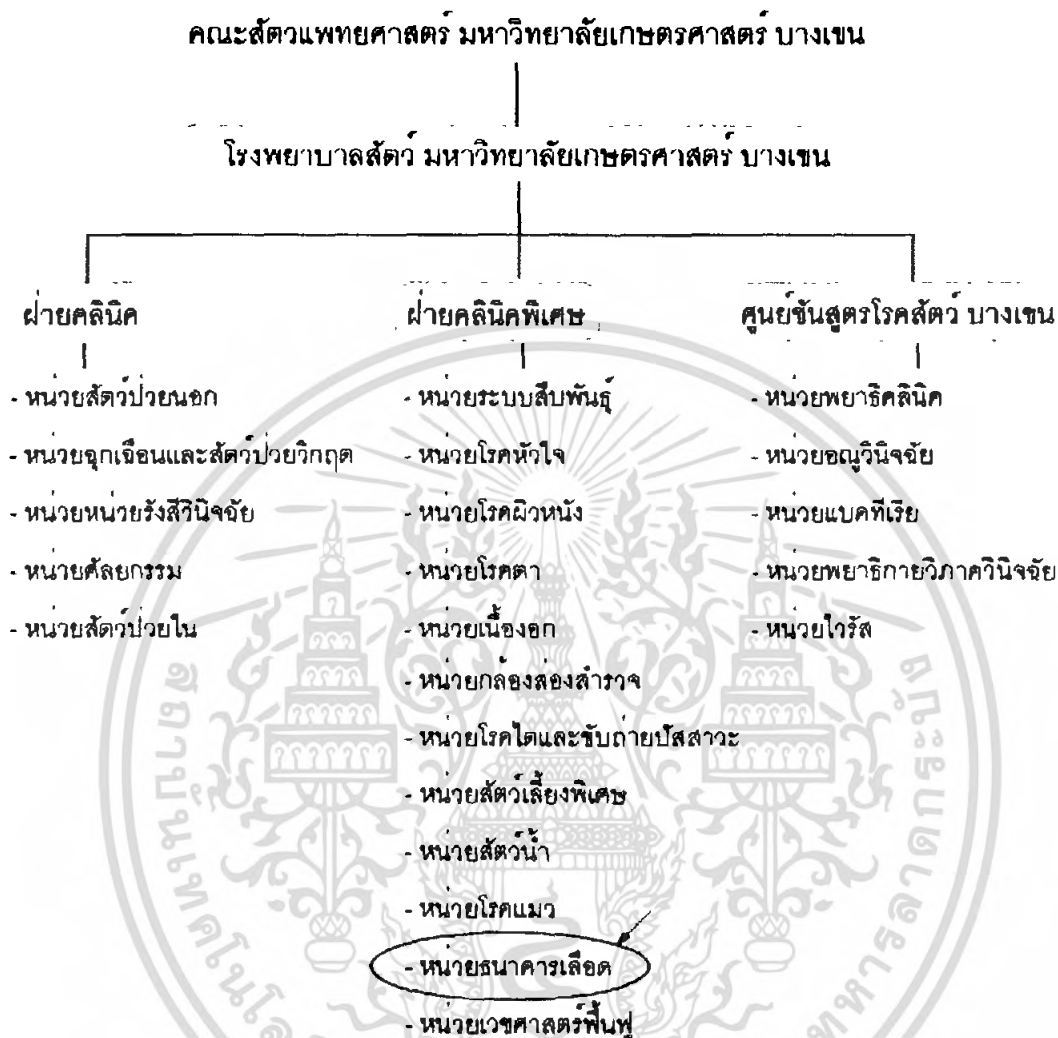 คณะสัตวแพทยศาสตร์ มหาวิทยาลัยเกษตรศาสตร์ บางเขน
โรงพยาบาลสัตว์ มหาวิทยาลัยเกษตรศาสตร์ บางเขน
ฝ่ายคลินิก
- หน่วยสัตว์ป่วยนอก
- หน่วยฉุกเฉินและสัตว์ป่วยวิกฤต
- หน่วยหน่วยรังสีวินิจฉัย
- หน่วยศัลยกรรม
- หน่วยสัตว์ป่วยใน
ฝ่ายคลินิคพิเศษ
- หน่วยระบบสืบพันธุ์
- หน่วยโรคหัวใจ
- หน่วยโรคผิวหนัง
- หน่วยโรคตา
- หน่วยเนื้องอก
- หน่วยกล้องส่องสำรวจ
- หน่วยโรคไตและขับถ่ายปัสสาวะ
- หน่วยสัตว์เลี้ยงพิเศษ
- หน่วยสัตว์น้ำ
- หน่วยโรคแมว
- หน่วยธนาคารเลือด
- หน่วยเวชศาสตร์ฟื้นฟู
ศูนย์ชันสูตรโรคสัตว์ บางเขน
- หน่วยพยาธิคลินิค
- หน่วยอณูวินิจฉัย
- หน่วยแบคทีเรีย
- หน่วยพยาธิกายวิภาควินิจฉัย
- หน่วยไวรัส